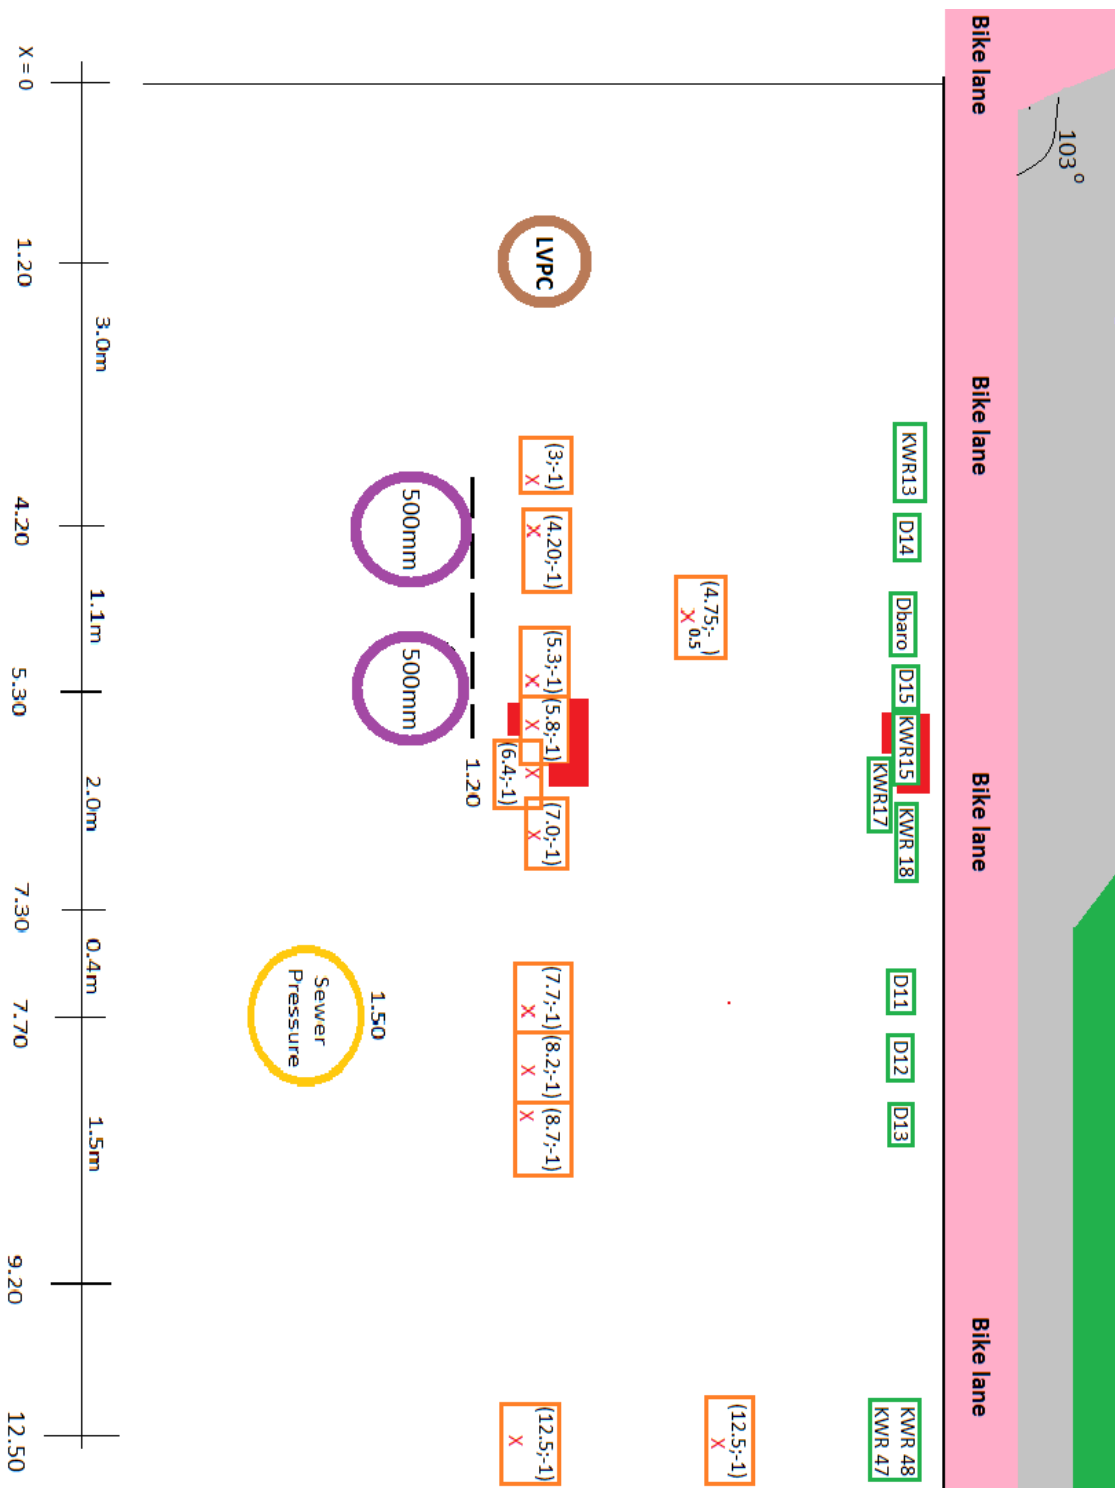 Bike lane
Bike lane
Bike lane
Bike lane
103°
KWR13
D14
Dbaro
D15
KWR15
KWR17
KWR 18
D11
D12
D13
KWR 48
KWR 47
(4.75;-
0.5
)
X
(12.5;-1)
X
LVPC
(3;-1)
X
(4.20;-1)
X
(5.3;-1)
X
(5.8;-1)
X
(6.4;-1)
X
(7.0;-1)
X
(7.7;-1)
X
(8.2;-1)
X
(8.7;-1)
X
(12.5;-1)
X
1.20
500mm
500mm
1.50
Sewer
Pressure
3.0m
1.1m
2.0m
0.4m
1.5m
X = 0
1.20
4.20
5.30
7.30
7.70
9.20
12.50